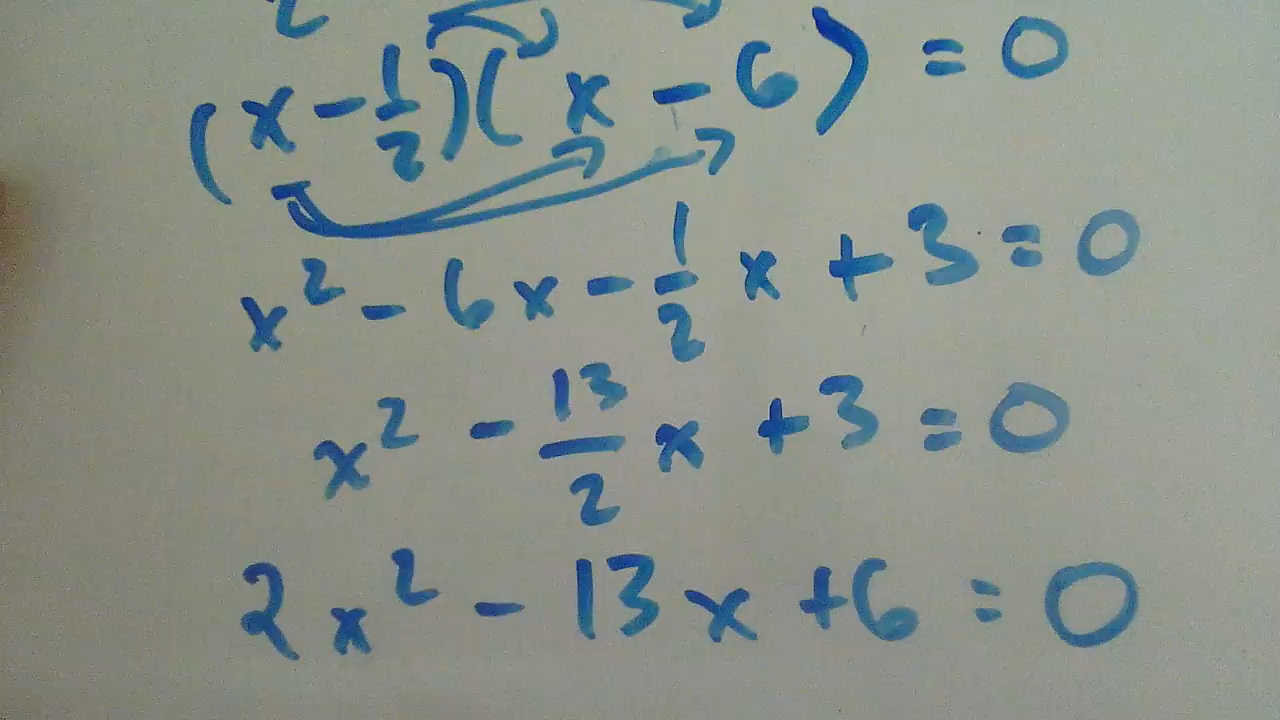 2
(x - 1/2)(x - 6) = 0
x² - 6x - 1/2 x + 3 = 0
x² - 13/2 x + 3 = 0
2x² - 13x + 6 = 0